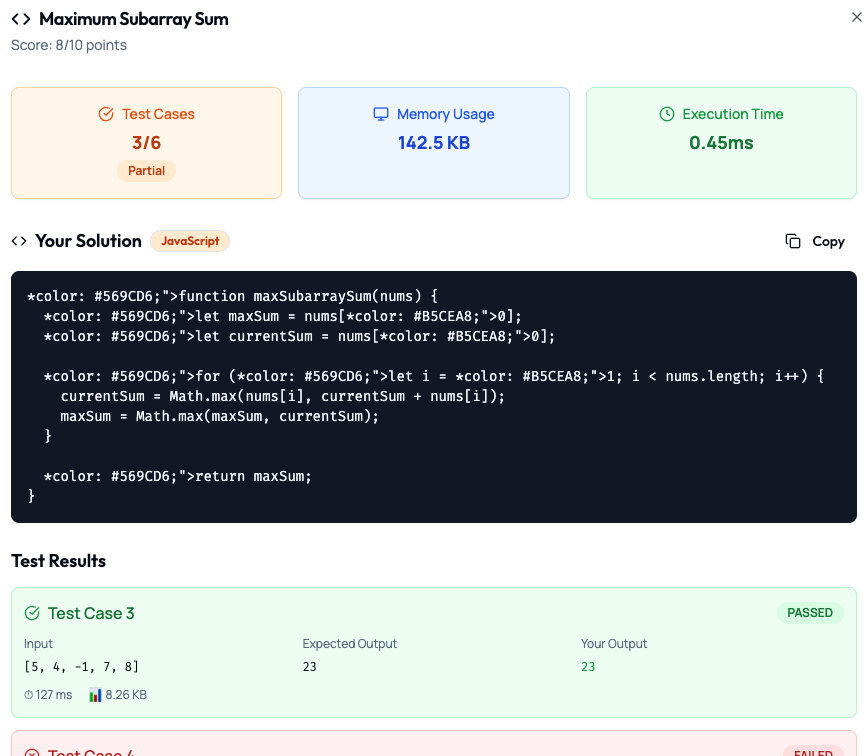 Maximum Subarray Sum
Score: 8/10 points
Test Cases
3/6
Partial
Memory Usage
142.5 KB
Execution Time
0.45ms
Your Solution
JavaScript
Copy
*color: #569CD6;">function maxSubarraySum(nums) {
  *color: #569CD6;">let maxSum = nums[*color: #B5CEA8;">0];
  *color: #569CD6;">let currentSum = nums[*color: #B5CEA8;">0];

  *color: #569CD6;">for (*color: #569CD6;">let i = *color: #B5CEA8;">1; i < nums.length; i++) {
    currentSum = Math.max(nums[i], currentSum + nums[i]);
    maxSum = Math.max(maxSum, currentSum);
  }

  *color: #569CD6;">return maxSum;
}
Test Results
Test Case 3
PASSED
Input
Expected Output
Your Output
[5, 4, -1, 7, 8]
23
23
127 ms
8.26 KB
Test Case 4
FAILED